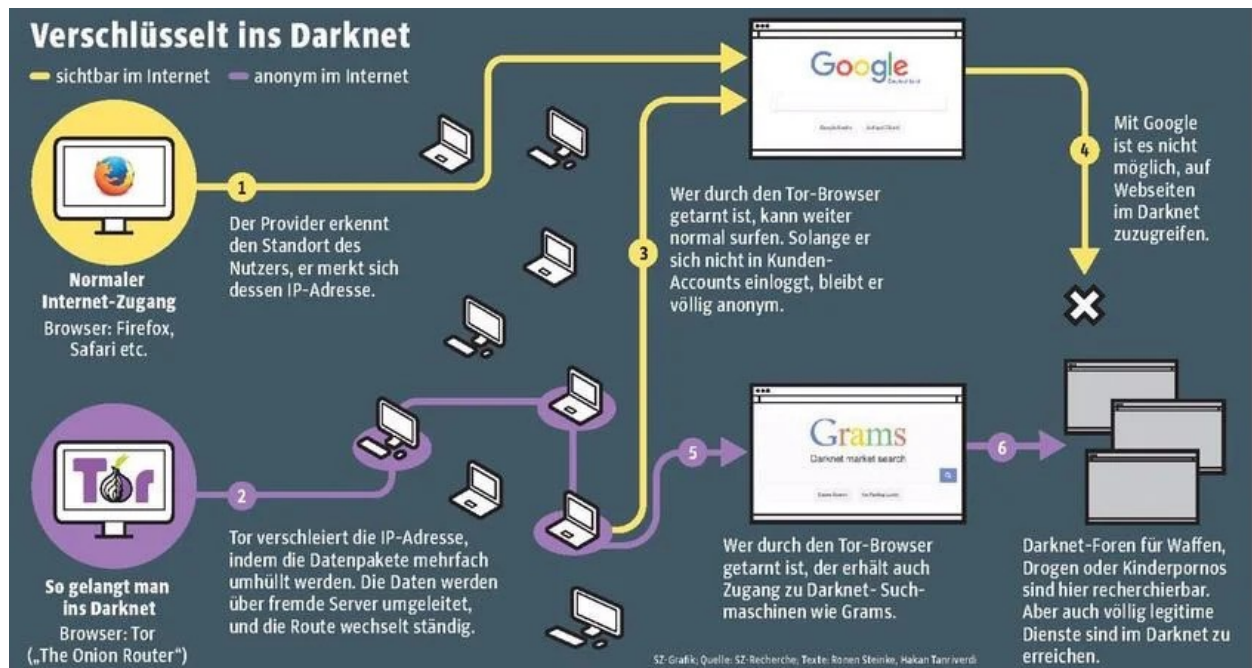 Verschlüsselt ins Darknet
sichtbar im Internet
anonym im Internet
Normaler
Internet-Zugang
Browser: Firefox,
Safari etc.
1
Der Provider erkennt
den Standort des
Nutzers, er merkt sich
dessen IP-Adresse.
Google
3
Wer durch den Tor-Browser
getarnt ist, kann weiter
normal surfen. Solange er
sich nicht in Kunden-
Accounts einloggt, bleibt er
völlig anonym.
4
Mit Google
ist es nicht
möglich, auf
Webseiten
im Darknet
zuzugreifen.
Tor
So gelangt man
ins Darknet
Browser: Tor
(„The Onion Router“)
2
Tor verschleiert die IP-Adresse,
indem die Datenpakete mehrfach
umhüllt werden. Die Daten werden
über fremde Server umgeleitet,
und die Route wechselt ständig.
5
Grams
Darknet market search
Wer durch den Tor-Browser
getarnt ist, der erhält auch
Zugang zu Darknet- Such-
maschinen wie Grams.
6
Darknet-Foren für Waffen,
Drogen oder Kinderpornos
sind hier recherchierbar.
Aber auch völlig legitime
Dienste sind im Darknet zu
erreichen.
SZ-Grafik; Quelle: SZ-Recherche; Texte: Ronen Steinke, Hakan Tanriverdi